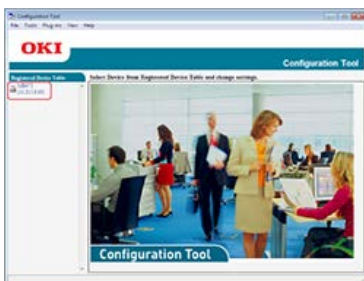 Configuration Tool
File Tools Plug-ins View Help
OKI
Configuration Tool
Registered Device Table
Select Device from Registered Device Table and change settings.
Configuration Tool